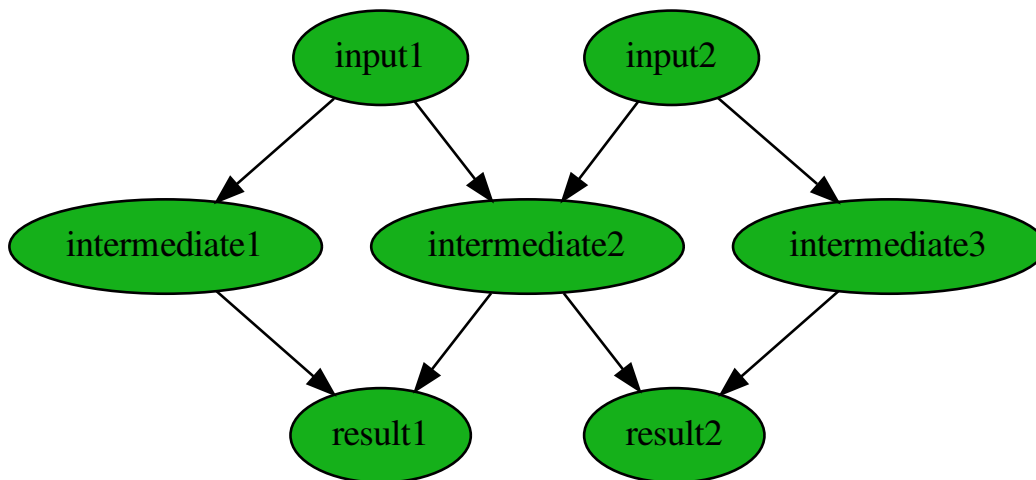 input1
input2
intermediate1
intermediate2
intermediate3
result1
result2